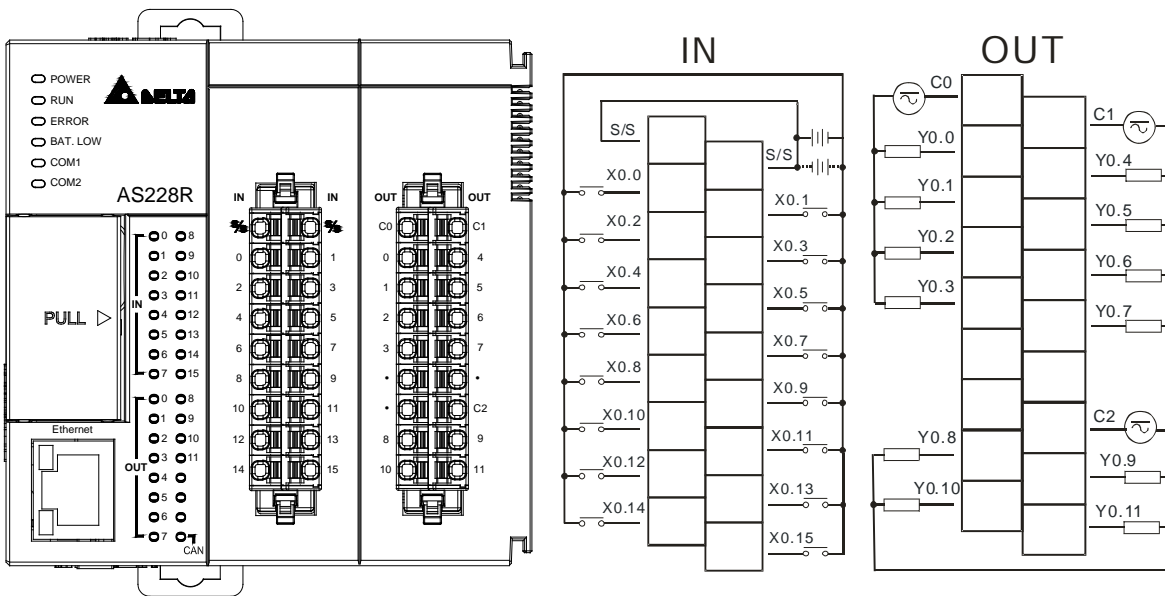 POWER
RUN
ERROR
BAT. LOW
COM1
COM2
DELTA
AS228R
PULL
IN
0 8
1 9
2 10
3 11
4 12
5 13
6 14
7 15
OUT
0 8
1 9
2 10
3 11
4
5
6
7
CAN
Ethernet
IN IN
S/S S/S
0 1
2 3
4 5
6 7
8 9
10 11
12 13
14 15
OUT OUT
C0 C1
0 4
1 5
2 6
3 7
• •
• C2
8 9
10 11
IN
S/S
S/S
X0.0
X0.1
X0.2
X0.3
X0.4
X0.5
X0.6
X0.7
X0.8
X0.9
X0.10
X0.11
X0.12
X0.13
X0.14
X0.15
OUT
C0
C1
Y0.0
Y0.4
Y0.1
Y0.5
Y0.2
Y0.6
Y0.3
Y0.7
C2
Y0.8
Y0.9
Y0.10
Y0.11